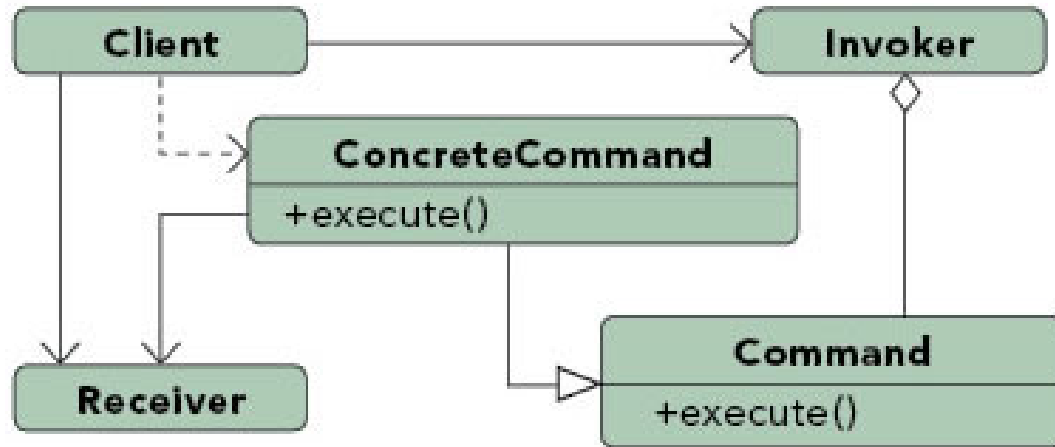 Client
Invoker
ConcreteCommand
+execute()
Command
+execute()
Receiver